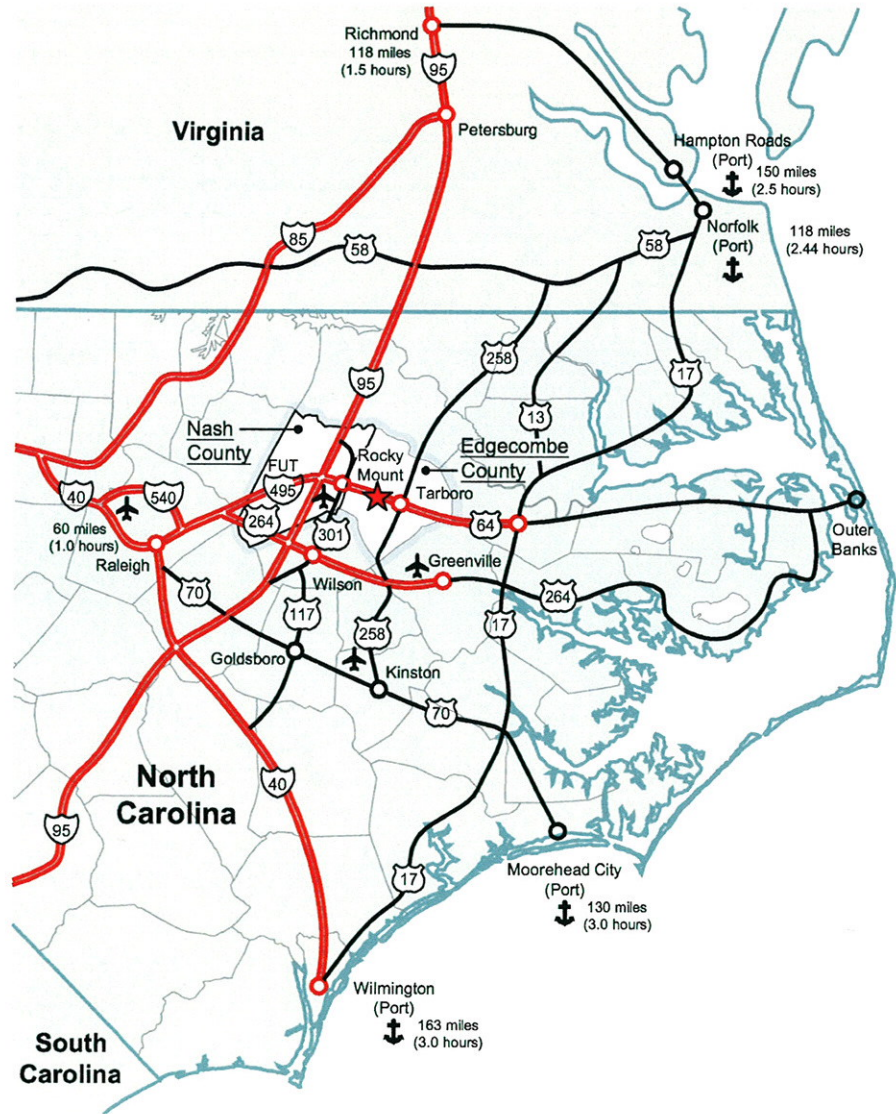 Richmond
118 miles
(1.5 hours)
95
Petersburg
Virginia
Hampton Roads
(Port)
150 miles
(2.5 hours)
85
58
58
Norfolk
(Port)
118 miles
(2.44 hours)
258
95
17
13
Nash
County
Rocky
Mount
Edgecombe
County
FUT
495
40
540
Tarboro
264
64
60 miles
(1.0 hours)
301
Outer
Banks
Raleigh
Greenville
Wilson
70
264
117
258
17
Goldsboro
Kinston
70
North
Carolina
40
95
17
Moorehead City
(Port)
130 miles
(3.0 hours)
Wilmington
(Port)
163 miles
(3.0 hours)
South
Carolina